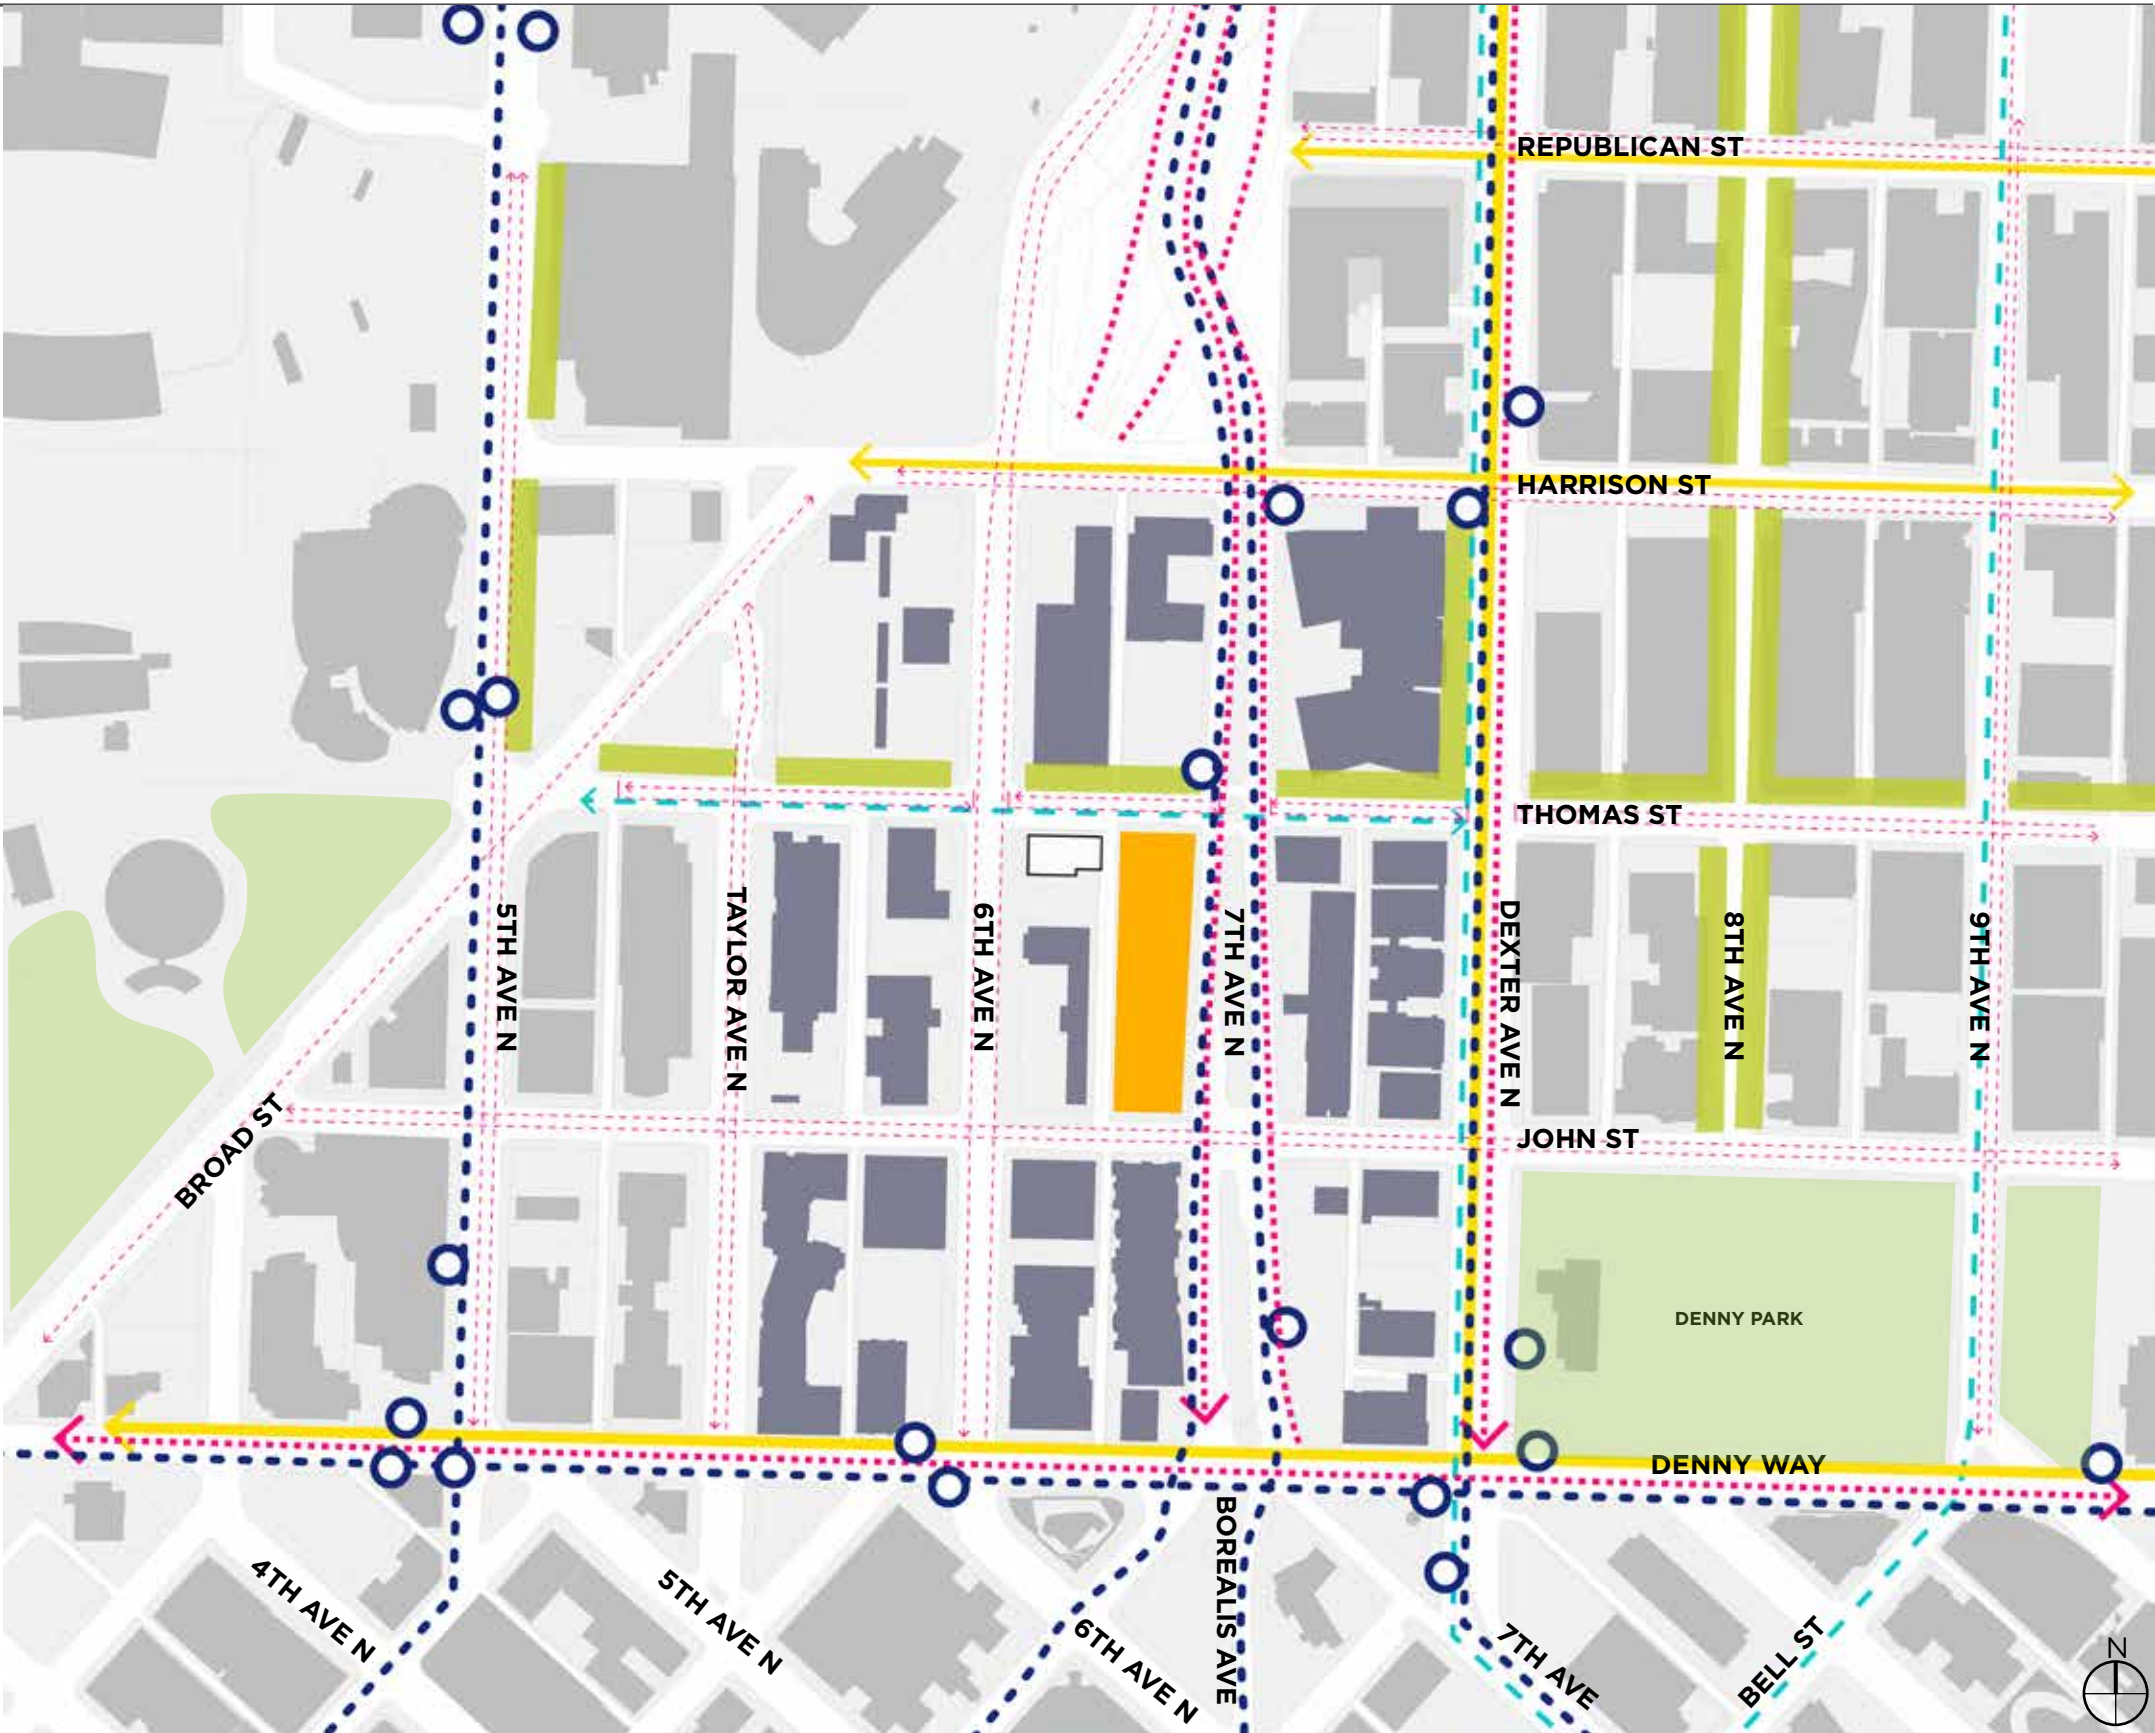 REPUBLICAN ST
HARRISON ST
THOMAS ST
5TH AVE N
TAYLOR AVE N
6TH AVE N
7TH AVE N
DEXTER AVE N
8TH AVE N
9TH AVE N
BROAD ST
JOHN ST
DENNY PARK
DENNY WAY
4TH AVE N
5TH AVE N
6TH AVE N
BOREALIS AVE
7TH AVE
BELL ST
N